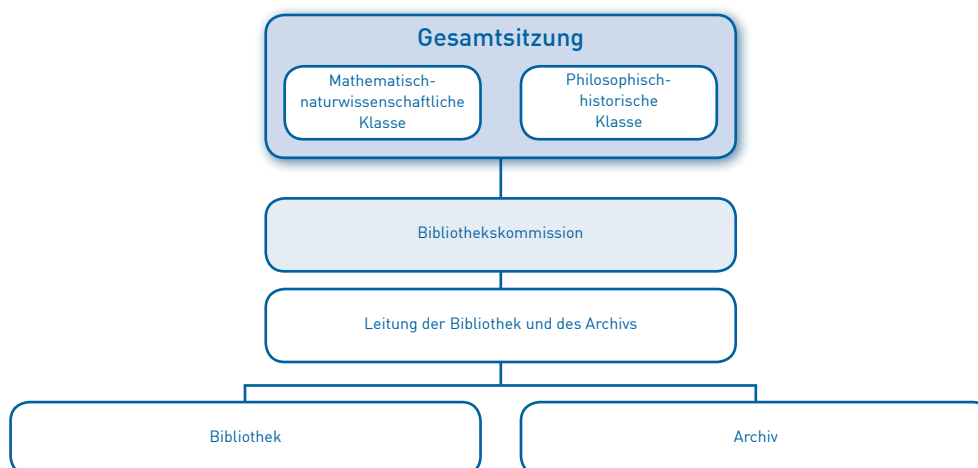 Gesamtsitzung
Mathematisch-
naturwissenschaftliche
Klasse
Philosophisch-
historische
Klasse
Bibliothekskommission
Leitung der Bibliothek und des Archivs
Bibliothek
Archiv